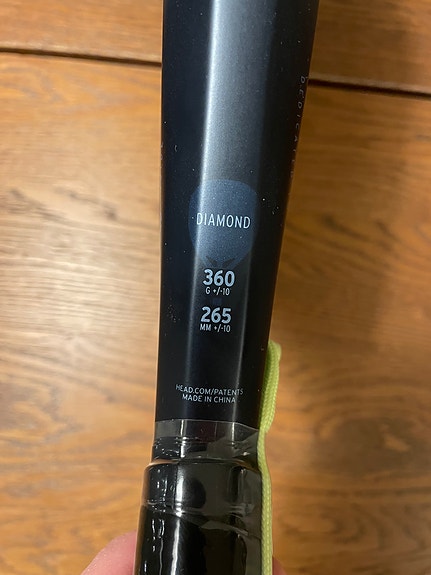 DIAMOND
360
G +/-10
265
MM +/-10
HEAD.COM/PATENTS
MADE IN CHINA